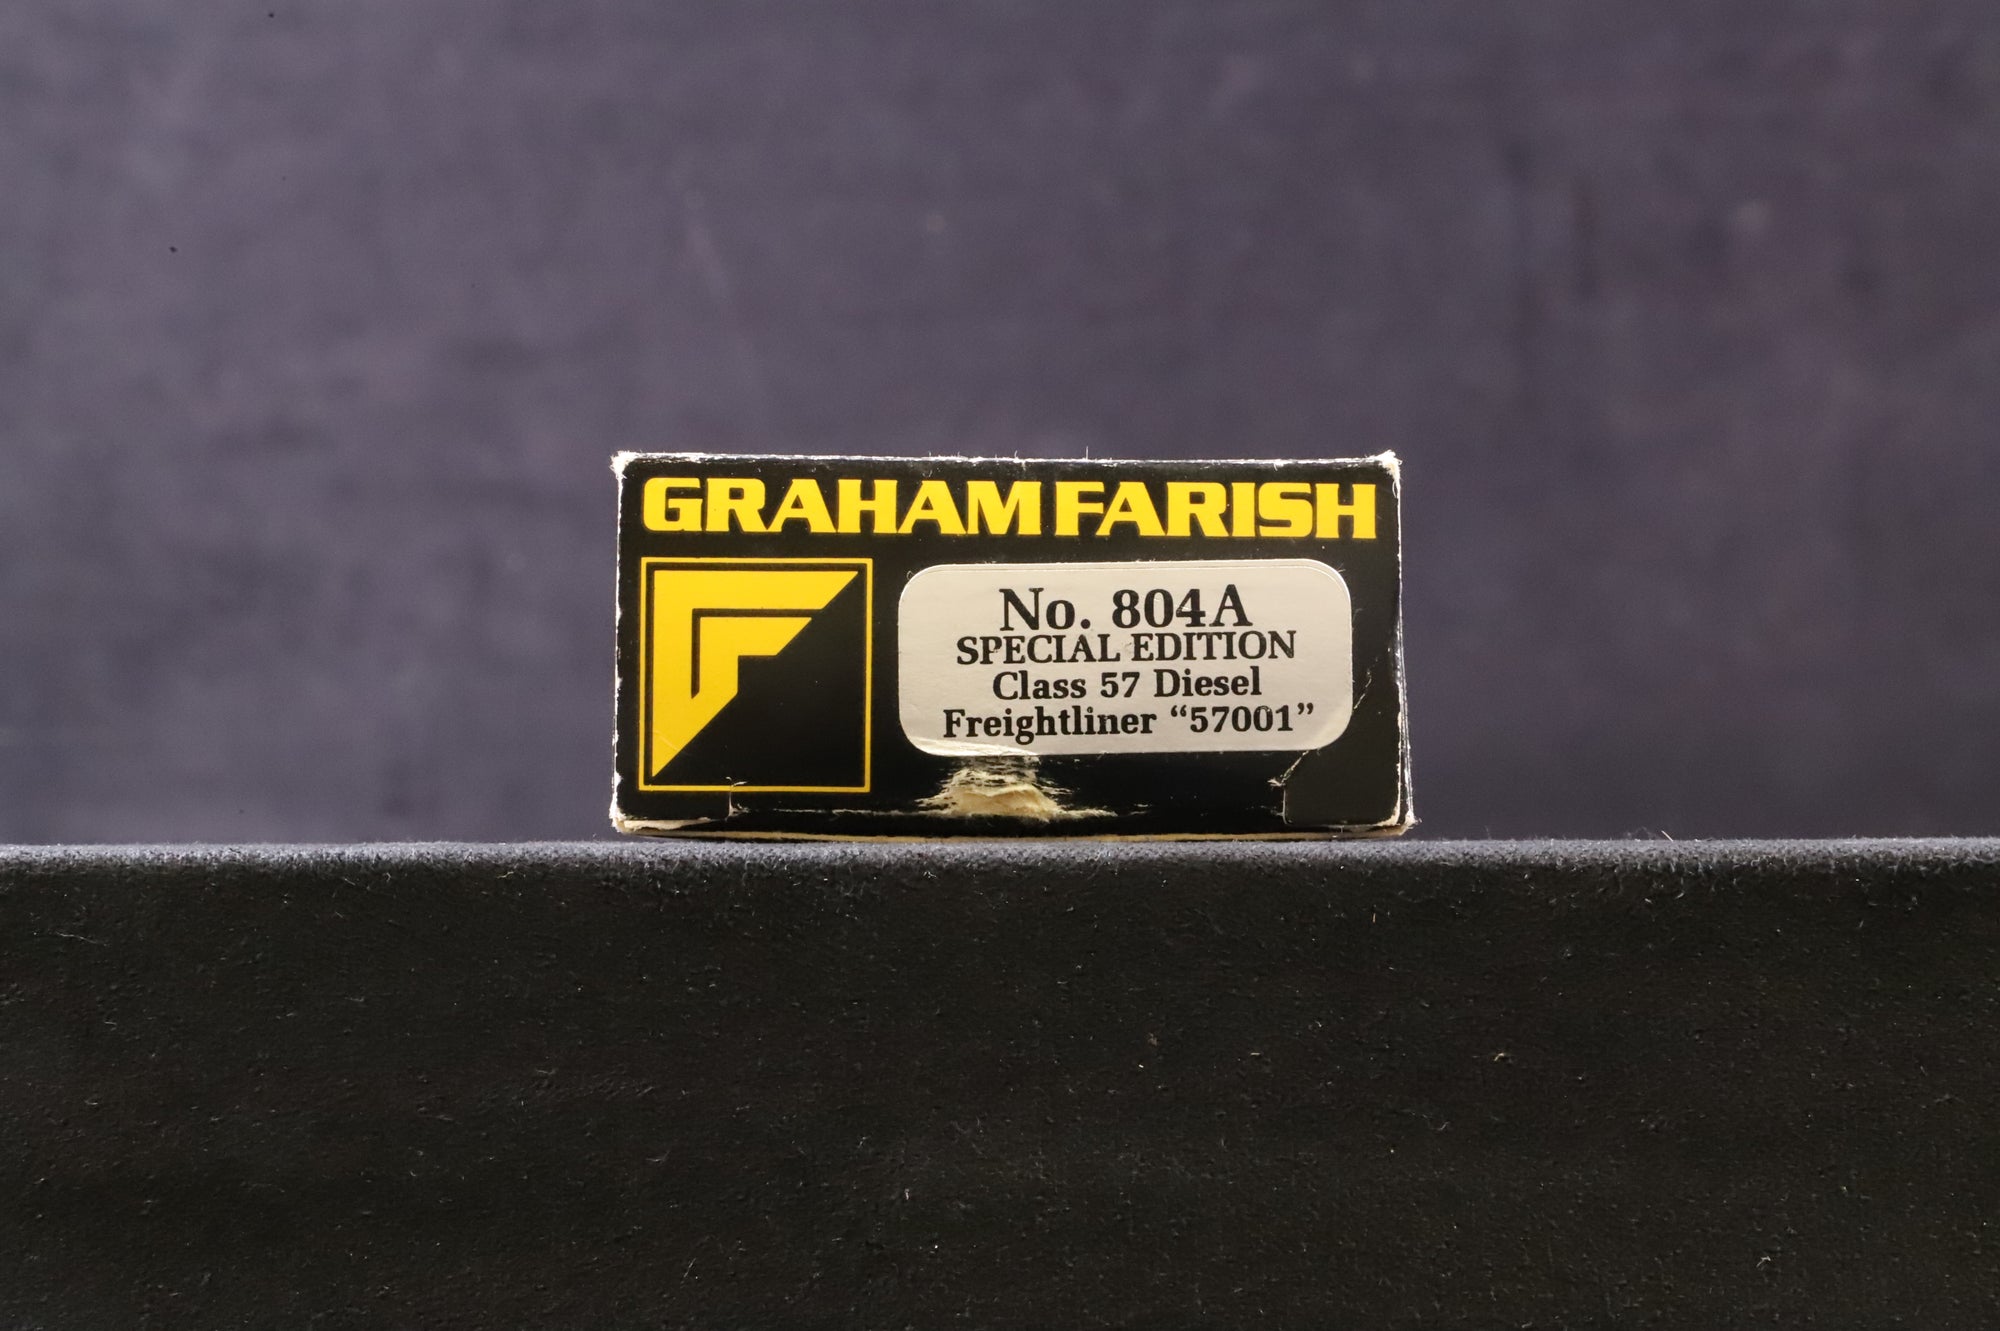 GRAHAM FARISH
No. 804A
SPECIAL EDITION
Class 57 Diesel
Freightliner “57001”